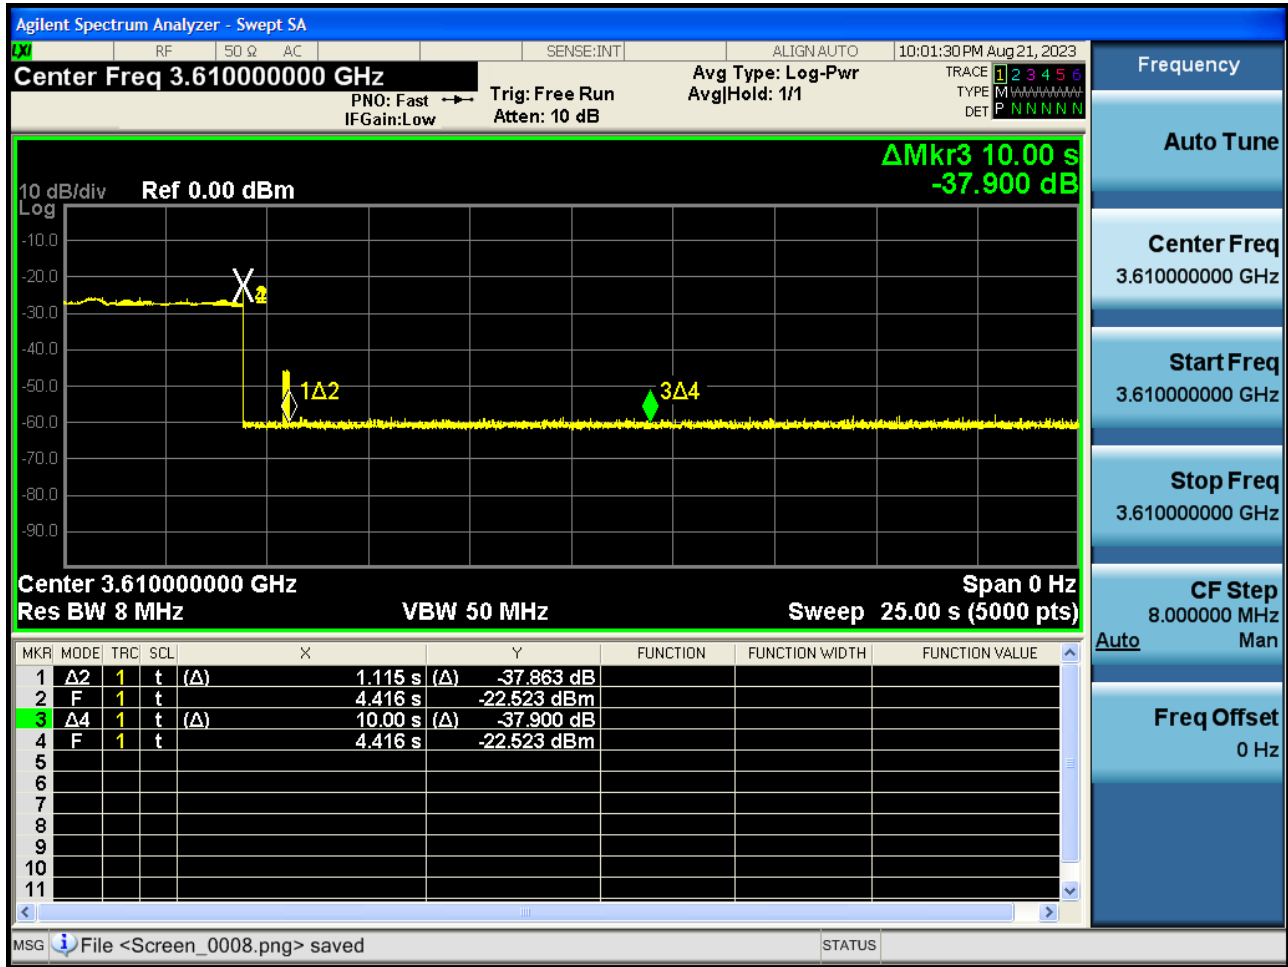 Agilent Spectrum Analyzer - Swept SA
LXI RF 50 Ω AC SENSE:INT ALIGNAUTO 10:01:30 PM Aug 21, 2023
Center Freq 3.610000000 GHz
PNO: Fast
IFGain:Low
Trig: Free Run
Atten: 10 dB
Avg Type: Log-Pwr
Avg|Hold: 1/1
TRACE 1 2 3 4 5 6
TYPE M
DET P N N N N N
ΔMkr3 10.00 s
-37.900 dB
10 dB/div Ref 0.00 dBm
Log
-10.0
-20.0
-30.0
-40.0
-50.0
-60.0
-70.0
-80.0
-90.0
1Δ2
3Δ4
Center 3.610000000 GHz Span 0 Hz
Res BW 8 MHz VBW 50 MHz Sweep 25.00 s (5000 pts)
MKR MODE TRC SCL X Y FUNCTION FUNCTION WIDTH FUNCTION VALUE
1 Δ2 1 t (Δ) 1.115 s (Δ) -37.863 dB
2 F 1 t 4.416 s -22.523 dBm
3 Δ4 1 t (Δ) 10.00 s (Δ) -37.900 dB
4 F 1 t 4.416 s -22.523 dBm
5
6
7
8
9
10
11
MSG File <Screen_0008.png> saved STATUS
Frequency
Auto Tune
Center Freq
3.610000000 GHz
Start Freq
3.610000000 GHz
Stop Freq
3.610000000 GHz
CF Step
8.000000 MHz
Auto Man
Freq Offset
0 Hz